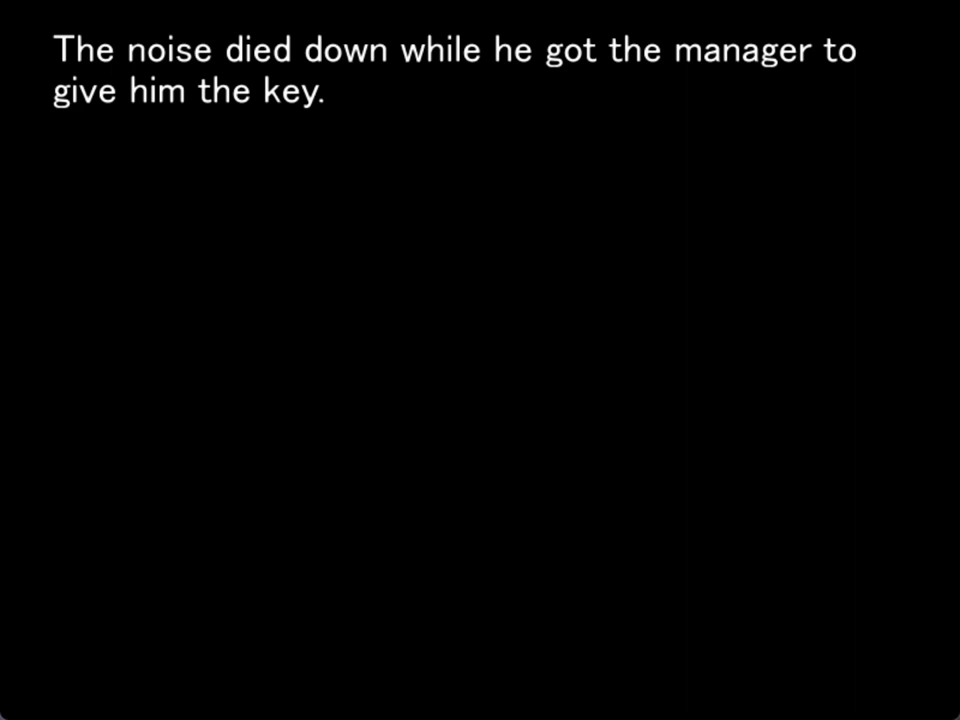 The noise died down while he got the manager to
give him the key.